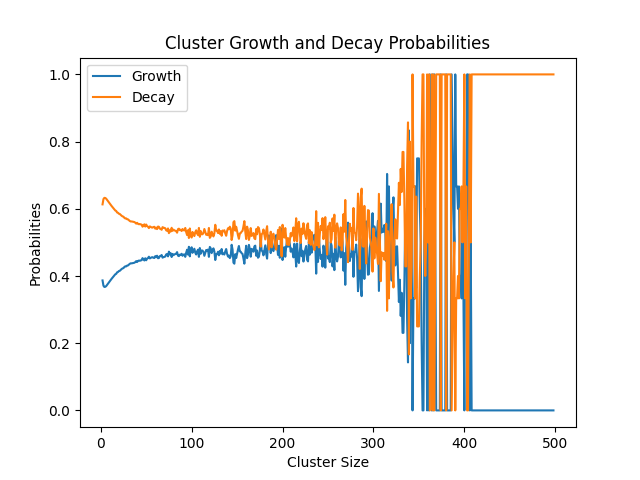 Cluster Growth and Decay Probabilities
Growth
Decay
1.0
0.8
0.6
0.4
0.2
0.0
Probabilities
0
100
200
300
400
500
Cluster Size